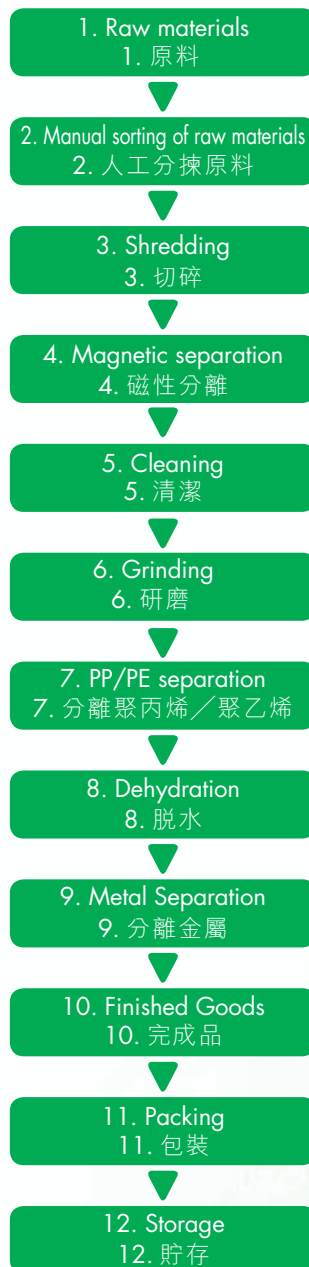 1. Raw materials
1. 原料
2. Manual sorting of raw materials
2. 人工分揀原料
3. Shredding
3. 切碎
4. Magnetic separation
4. 磁性分離
5. Cleaning
5. 清潔
6. Grinding
6. 研磨
7. PP/PE separation
7. 分離聚丙烯／聚乙烯
8. Dehydration
8. 脱水
9. Metal Separation
9. 分離金屬
10. Finished Goods
10. 完成品
11. Packing
11. 包裝
12. Storage
12. 貯存